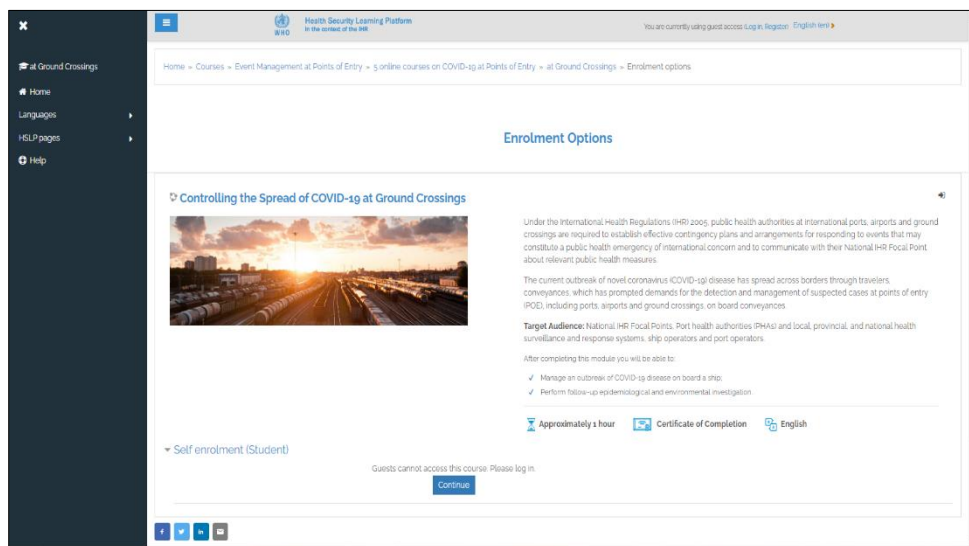 at Ground Crossings
Home
Languages
HSLP pages
Help
WHO
Health Security Learning Platform
In the context of the IHR
You are currently using guest access (Log in, Register) English (en)
Home » Courses » Event Management at Points of Entry » 5 online courses on COVID-19 at Points of Entry » at Ground Crossings » Enrolment options
Enrolment Options
Controlling the Spread of COVID-19 at Ground Crossings
Under the International Health Regulations (IHR) 2005, public health authorities at international ports, airports and ground
crossings are required to establish effective contingency plans and arrangements for responding to events that may
constitute a public health emergency of international concern and to communicate with their National IHR Focal Point
about relevant public health measures.
The current outbreak of novel coronavirus (COVID-19) disease has spread across borders through travelers,
conveyances, which has prompted demands for the detection and management of suspected cases at points of entry
(POE), including ports, airports and ground crossings, on board conveyances
Target Audience: National IHR Focal Points, Port health authorities (PHAs) and local, provincial, and national health
surveillance and response systems, ship operators and port operators.
After completing this module you will be able to:
Manage an outbreak of COVID-19 disease on board a ship;
Perform follow-up epidemiological and environmental investigation.
Approximately 1 hour
Certificate of Completion
English
Self enrolment (Student)
Guests cannot access this course. Please log in.
Continue